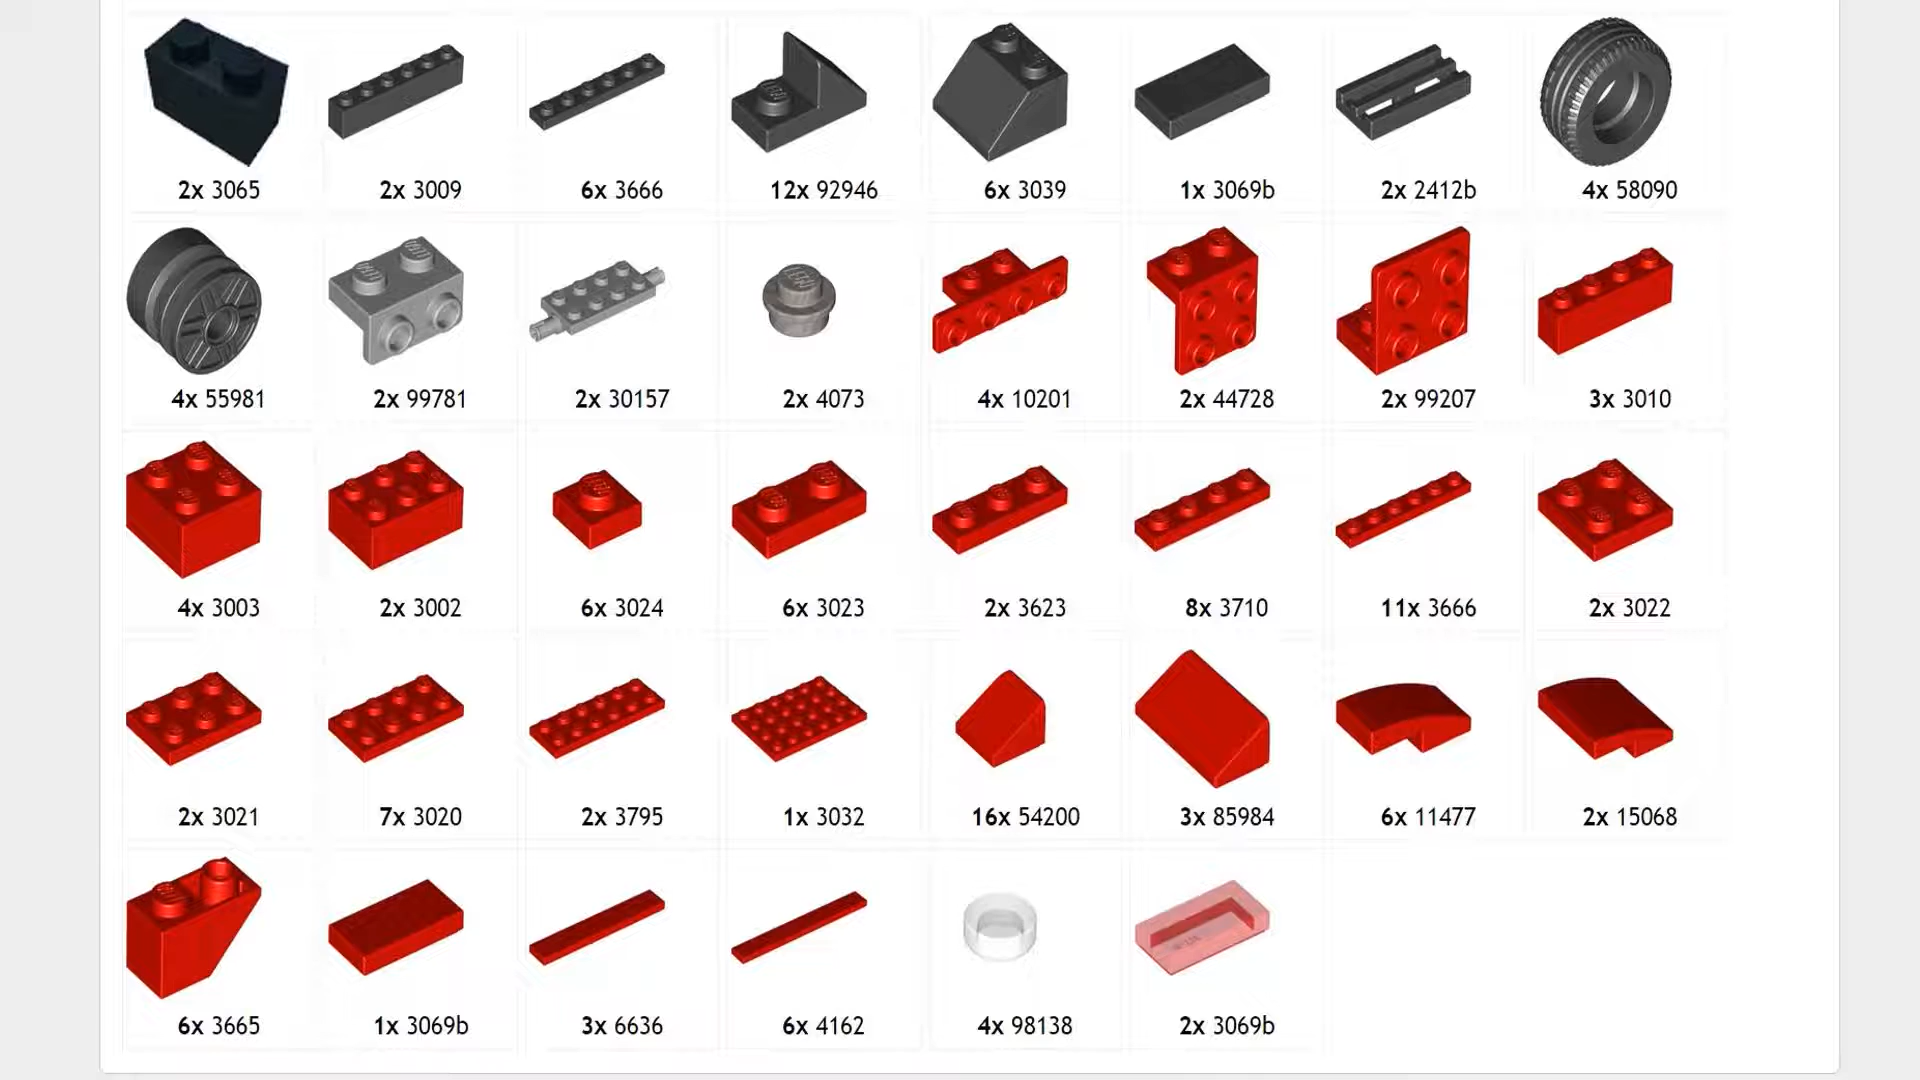 2x 3065 2x 3009 6x 3666 12x 92946 6x 3039 1x 3069b 2x 2412b 4x 58090
4x 55981 2x 99781 2x 30157 2x 4073 4x 10201 2x 44728 2x 99207 3x 3010
4x 3003 2x 3002 6x 3024 6x 3023 2x 3623 8x 3710 11x 3666 2x 3022
2x 3021 7x 3020 2x 3795 1x 3032 16x 54200 3x 85984 6x 11477 2x 15068
6x 3665 1x 3069b 3x 6636 6x 4162 4x 98138 2x 3069b